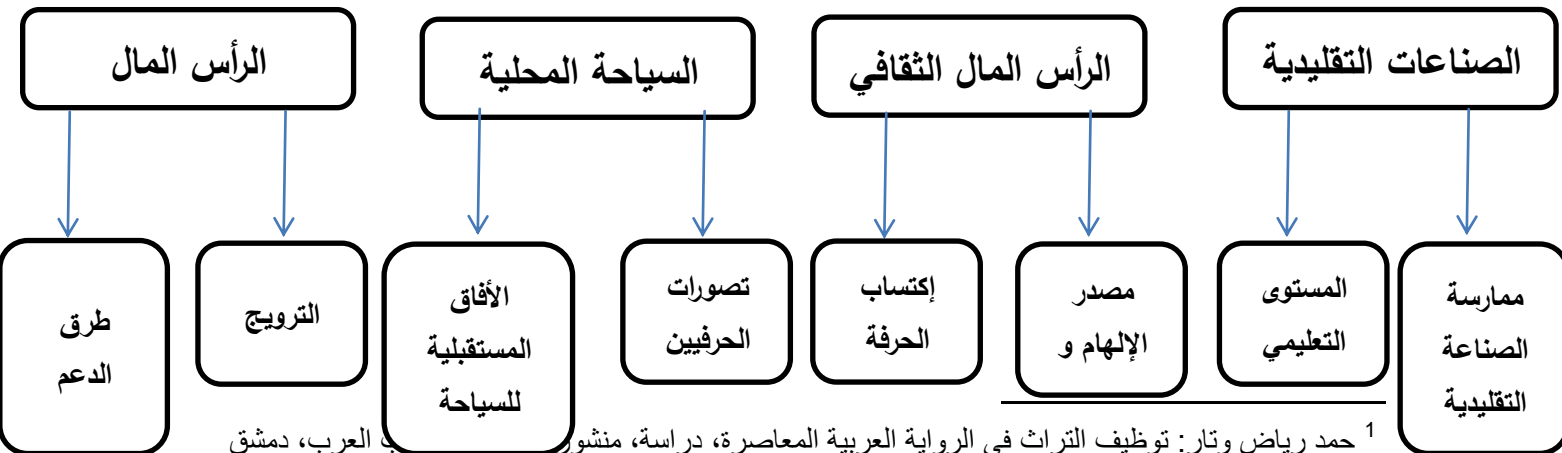 الصناعات التقليدية
الرأس المال الثقافي
السياحة المحلية
الرأس المال
ممارسة
الصناعة
التقليدية
المستوى
التعليمي
مصدر
الإلهام و
إكتساب
الحرفة
تصورات
الحرفيين
الأفاق
المستقبلية
للسياحة
الترويج
طرق
الدعم
1 حمد رياض وتار: توظيف التراث في الرواية العربية المعاصرة، دراسة، العرب، دمشق